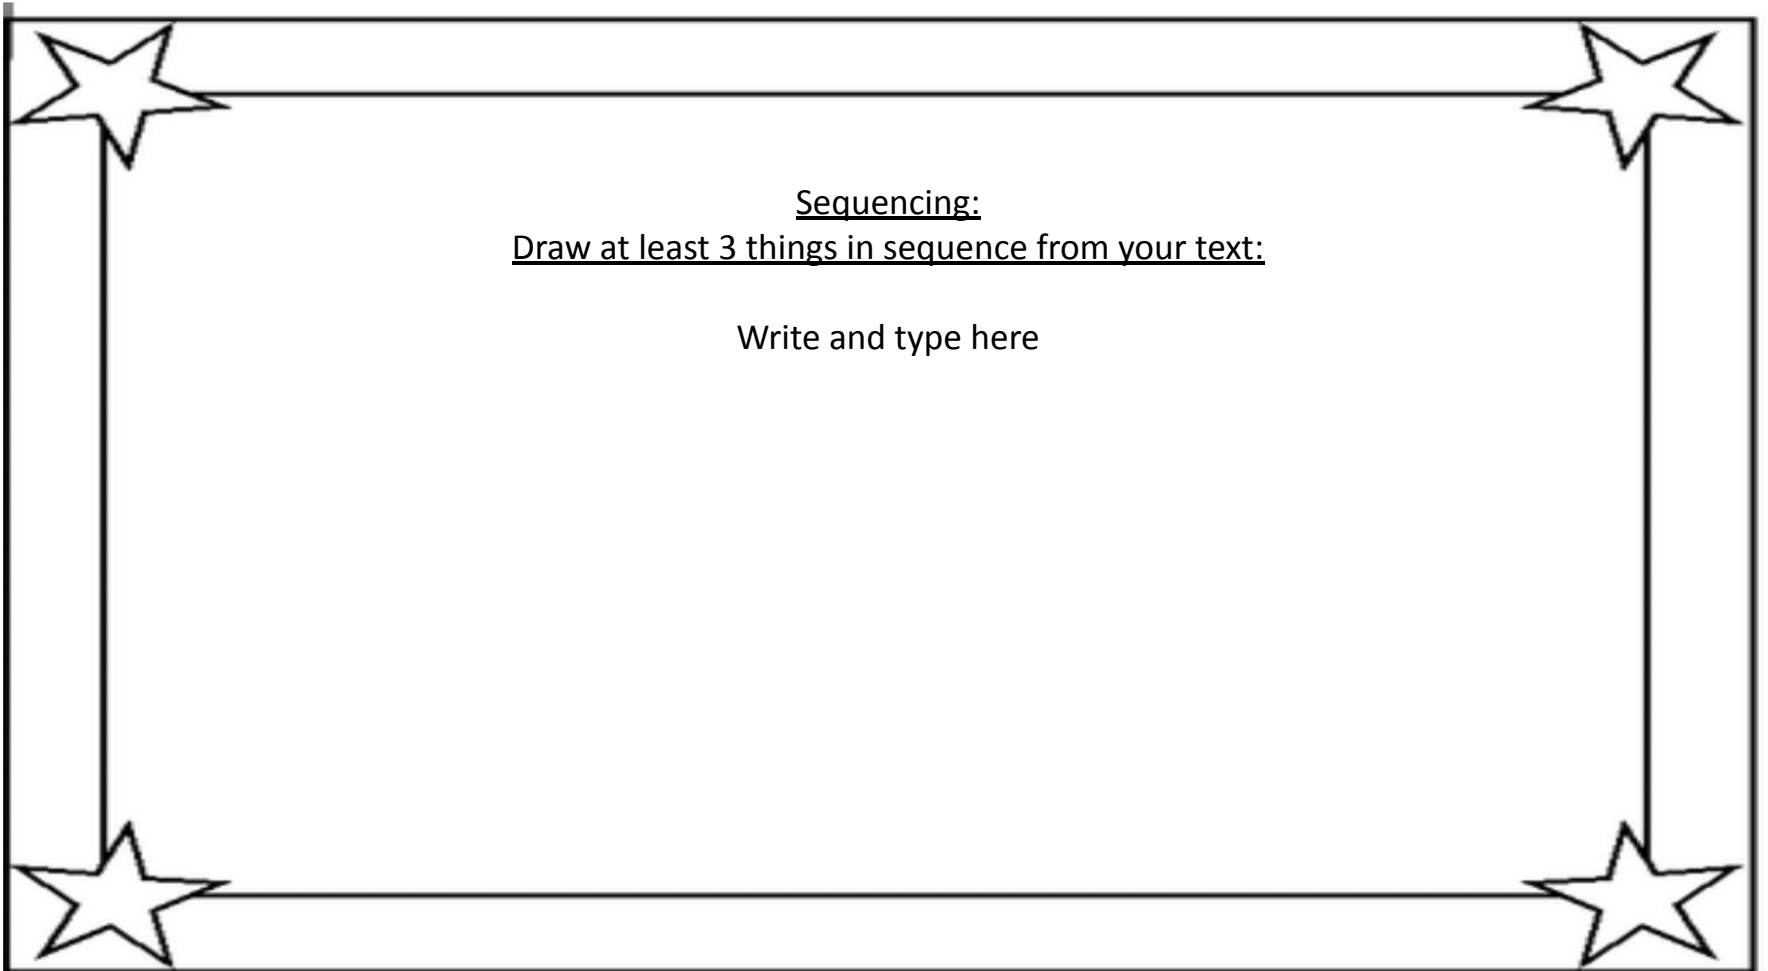 Sequencing:
Draw at least 3 things in sequence from your text:
Write and type here